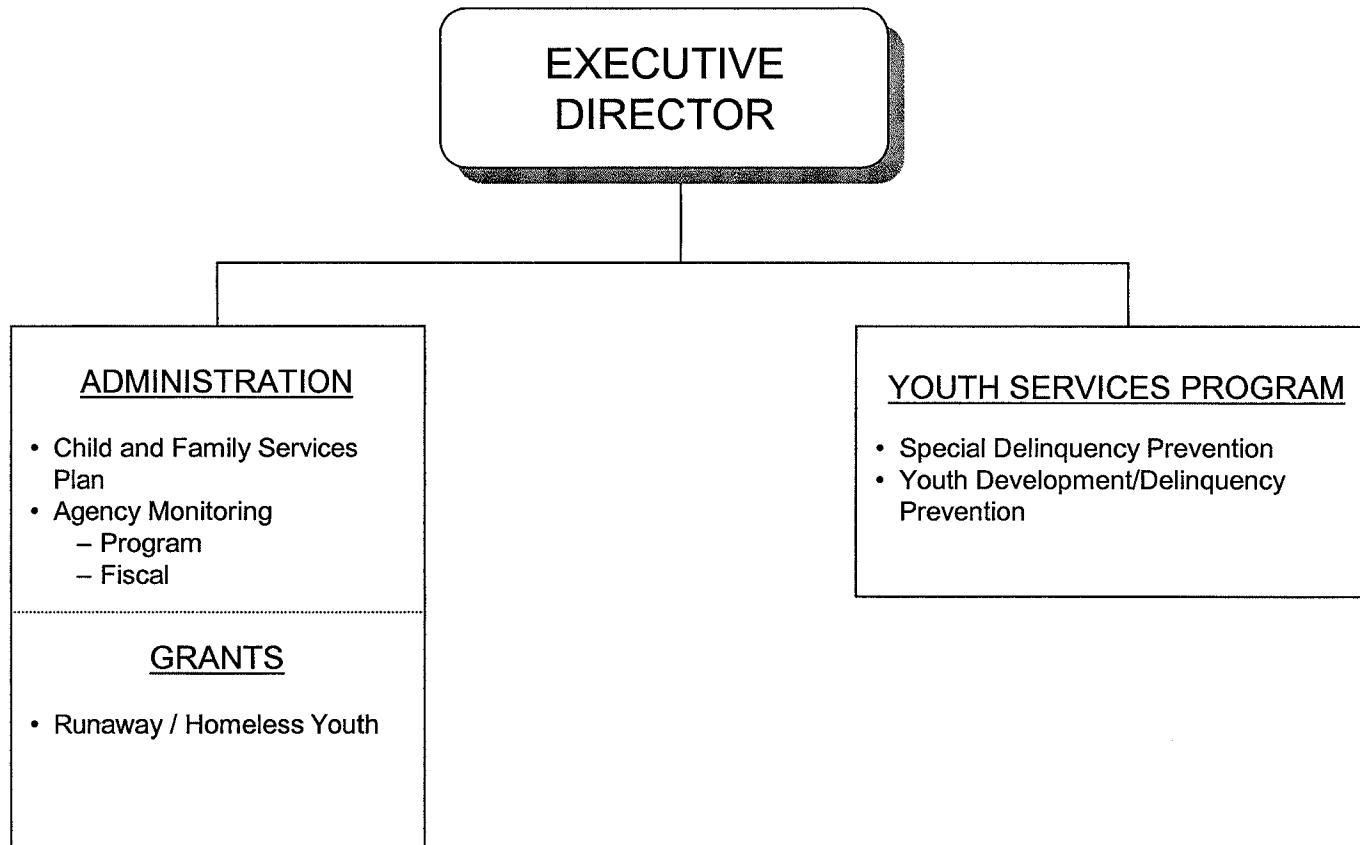 EXECUTIVE
DIRECTOR
ADMINISTRATION
• Child and Family Services
Plan
• Agency Monitoring
– Program
– Fiscal
GRANTS
• Runaway / Homeless Youth
YOUTH SERVICES PROGRAM
• Special Delinquency Prevention
• Youth Development/Delinquency
Prevention